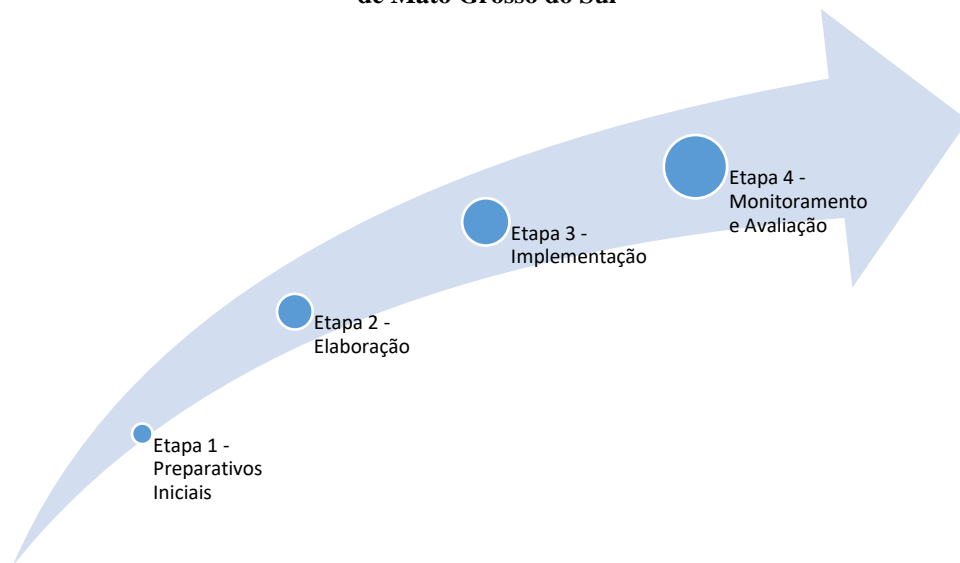 de Mato Grosso do Sul
Etapa 4 -
Monitoramento
e Avaliação
Etapa 3 -
Implementação
Etapa 2 -
Elaboração
Etapa 1 -
Preparativos
Iniciais